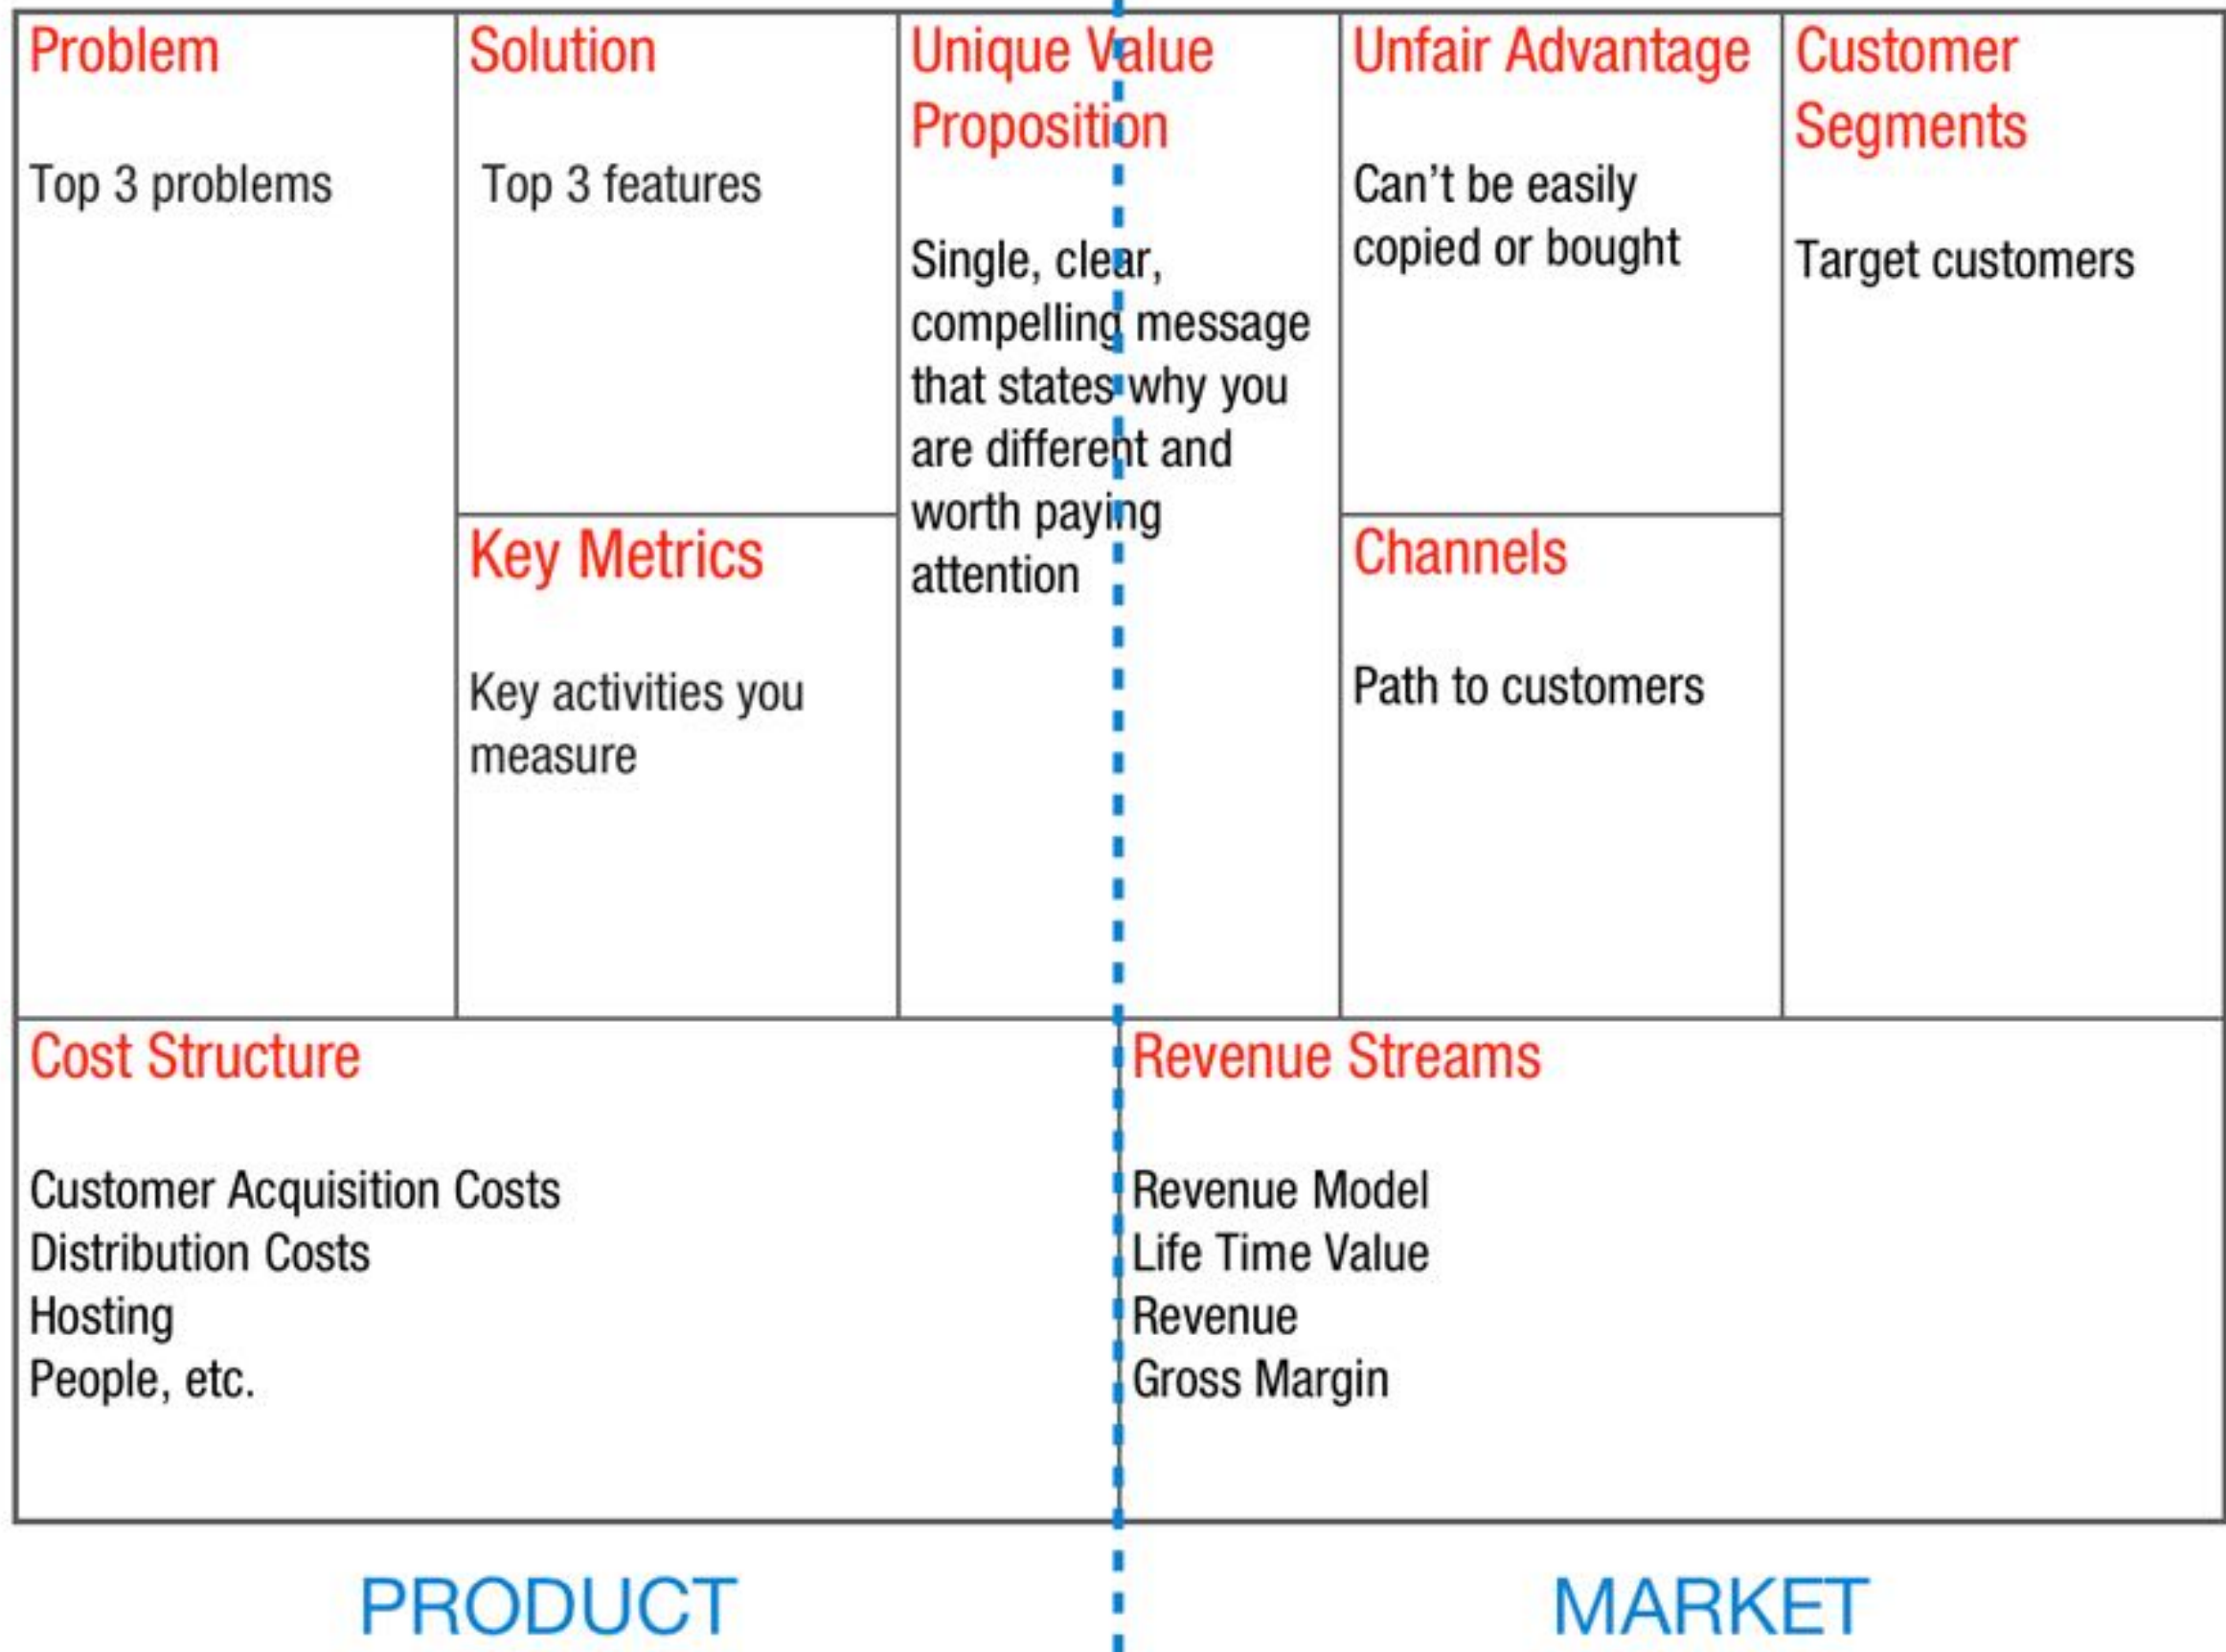 Problem
Top 3 problems
Solution
Top 3 features
Key Metrics
Key activities you
measure
Unique Value
Proposition
Single, clear,
compelling message
that states why you
are different and
worth paying
attention
Unfair Advantage
Can't be easily
copied or bought
Channels
Path to customers
Customer
Segments
Target customers
Cost Structure
Customer Acquisition Costs
Distribution Costs
Hosting
People, etc.
Revenue Streams
Revenue Model
Life Time Value
Revenue
Gross Margin
PRODUCT
MARKET